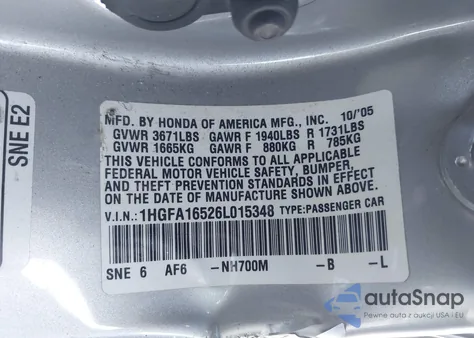 SNE E2
MFD. BY HONDA OF AMERICA MFG., INC. 10/'05
GVWR 3671LBS GAWR F 1940LBS R 1731LBS
GVWR 1665KG GAWR F 880KG R 785KG
THIS VEHICLE CONFORMS TO ALL APPLICABLE
FEDERAL MOTOR VEHICLE SAFETY, BUMPER,
AND THEFT PREVENTION STANDARDS IN EFFECT
ON THE DATE OF MANUFACTURE SHOWN ABOVE.
V.I.N.:1HGFA16526L015348 TYPE:PASSENGER CAR
SNE 6 AF6 -NH700M -B -L
autoSnap
Pewne auta z USA i EU